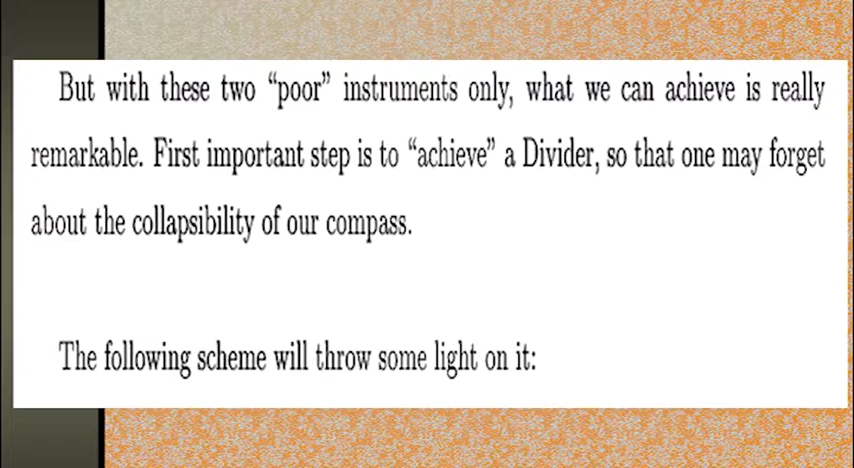 But with these two “poor” instruments only, what we can achieve is really
remarkable. First important step is to “achieve” a Divider, so that one may forget
about the collapsibility of our compass.
The following scheme will throw some light on it: